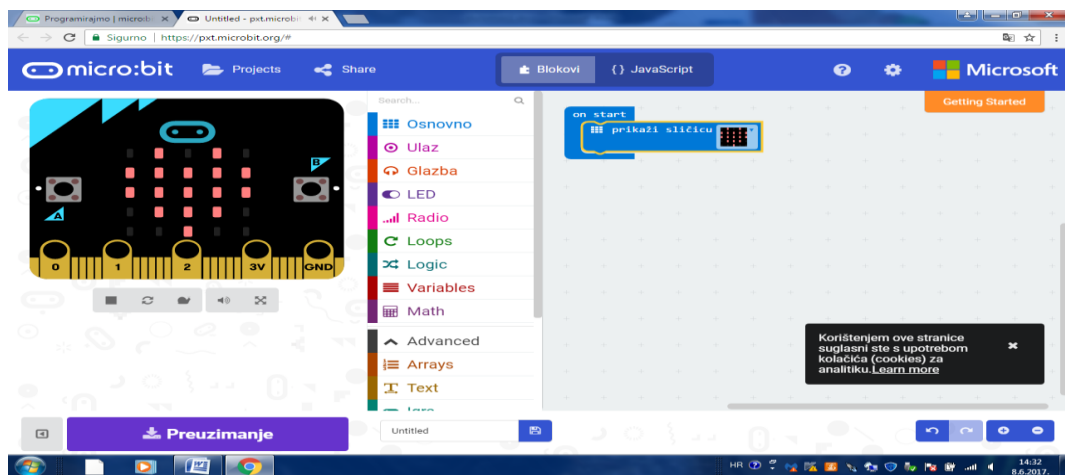 Programirajmo | micro:bi
Untitled - pxt.microbit
Sigurno | https://pxt.microbit.org/#
micro:bit
Projects
Share
Blokovi
{} JavaScript
Microsoft
Search...
Getting Started
on start
prikaži sličicu
Osnovno
Ulaz
Glazba
LED
Radio
Loops
Logic
Variables
Math
Advanced
Arrays
Text
Igra
A
B
0 1 2 3V GND
Korištenjem ove stranice
suglasni ste s upotrebom
kolačića (cookies) za
analitiku.Learn more
Preuzimanje
Untitled
HR
14:32
8.6.2017.